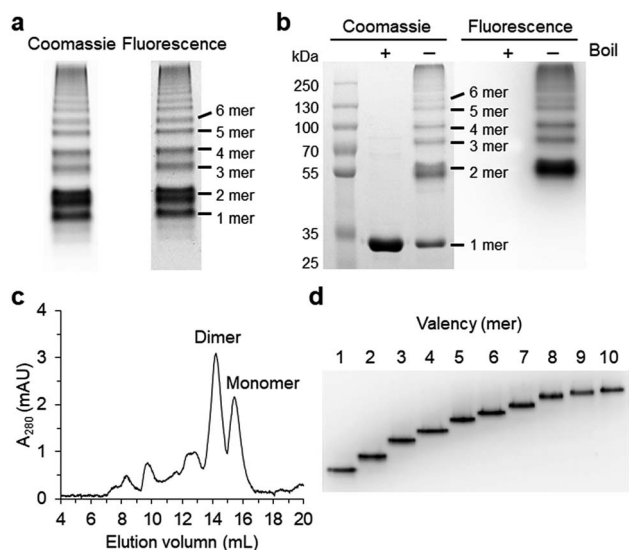 a
Coomassie Fluorescence
6 mer
5 mer
4 mer
3 mer
2 mer
1 mer
b
Coomassie Fluorescence
kDa + − + − Boil
250
130
100
70
55
35
25
6 mer
5 mer
4 mer
3 mer
2 mer
1 mer
c
Dimer
Monomer
A280 (mAU)
4
3
2
1
0
4 6 8 10 12 14 16 18 20
Elution volumn (mL)
d
Valency (mer)
1 2 3 4 5 6 7 8 9 10